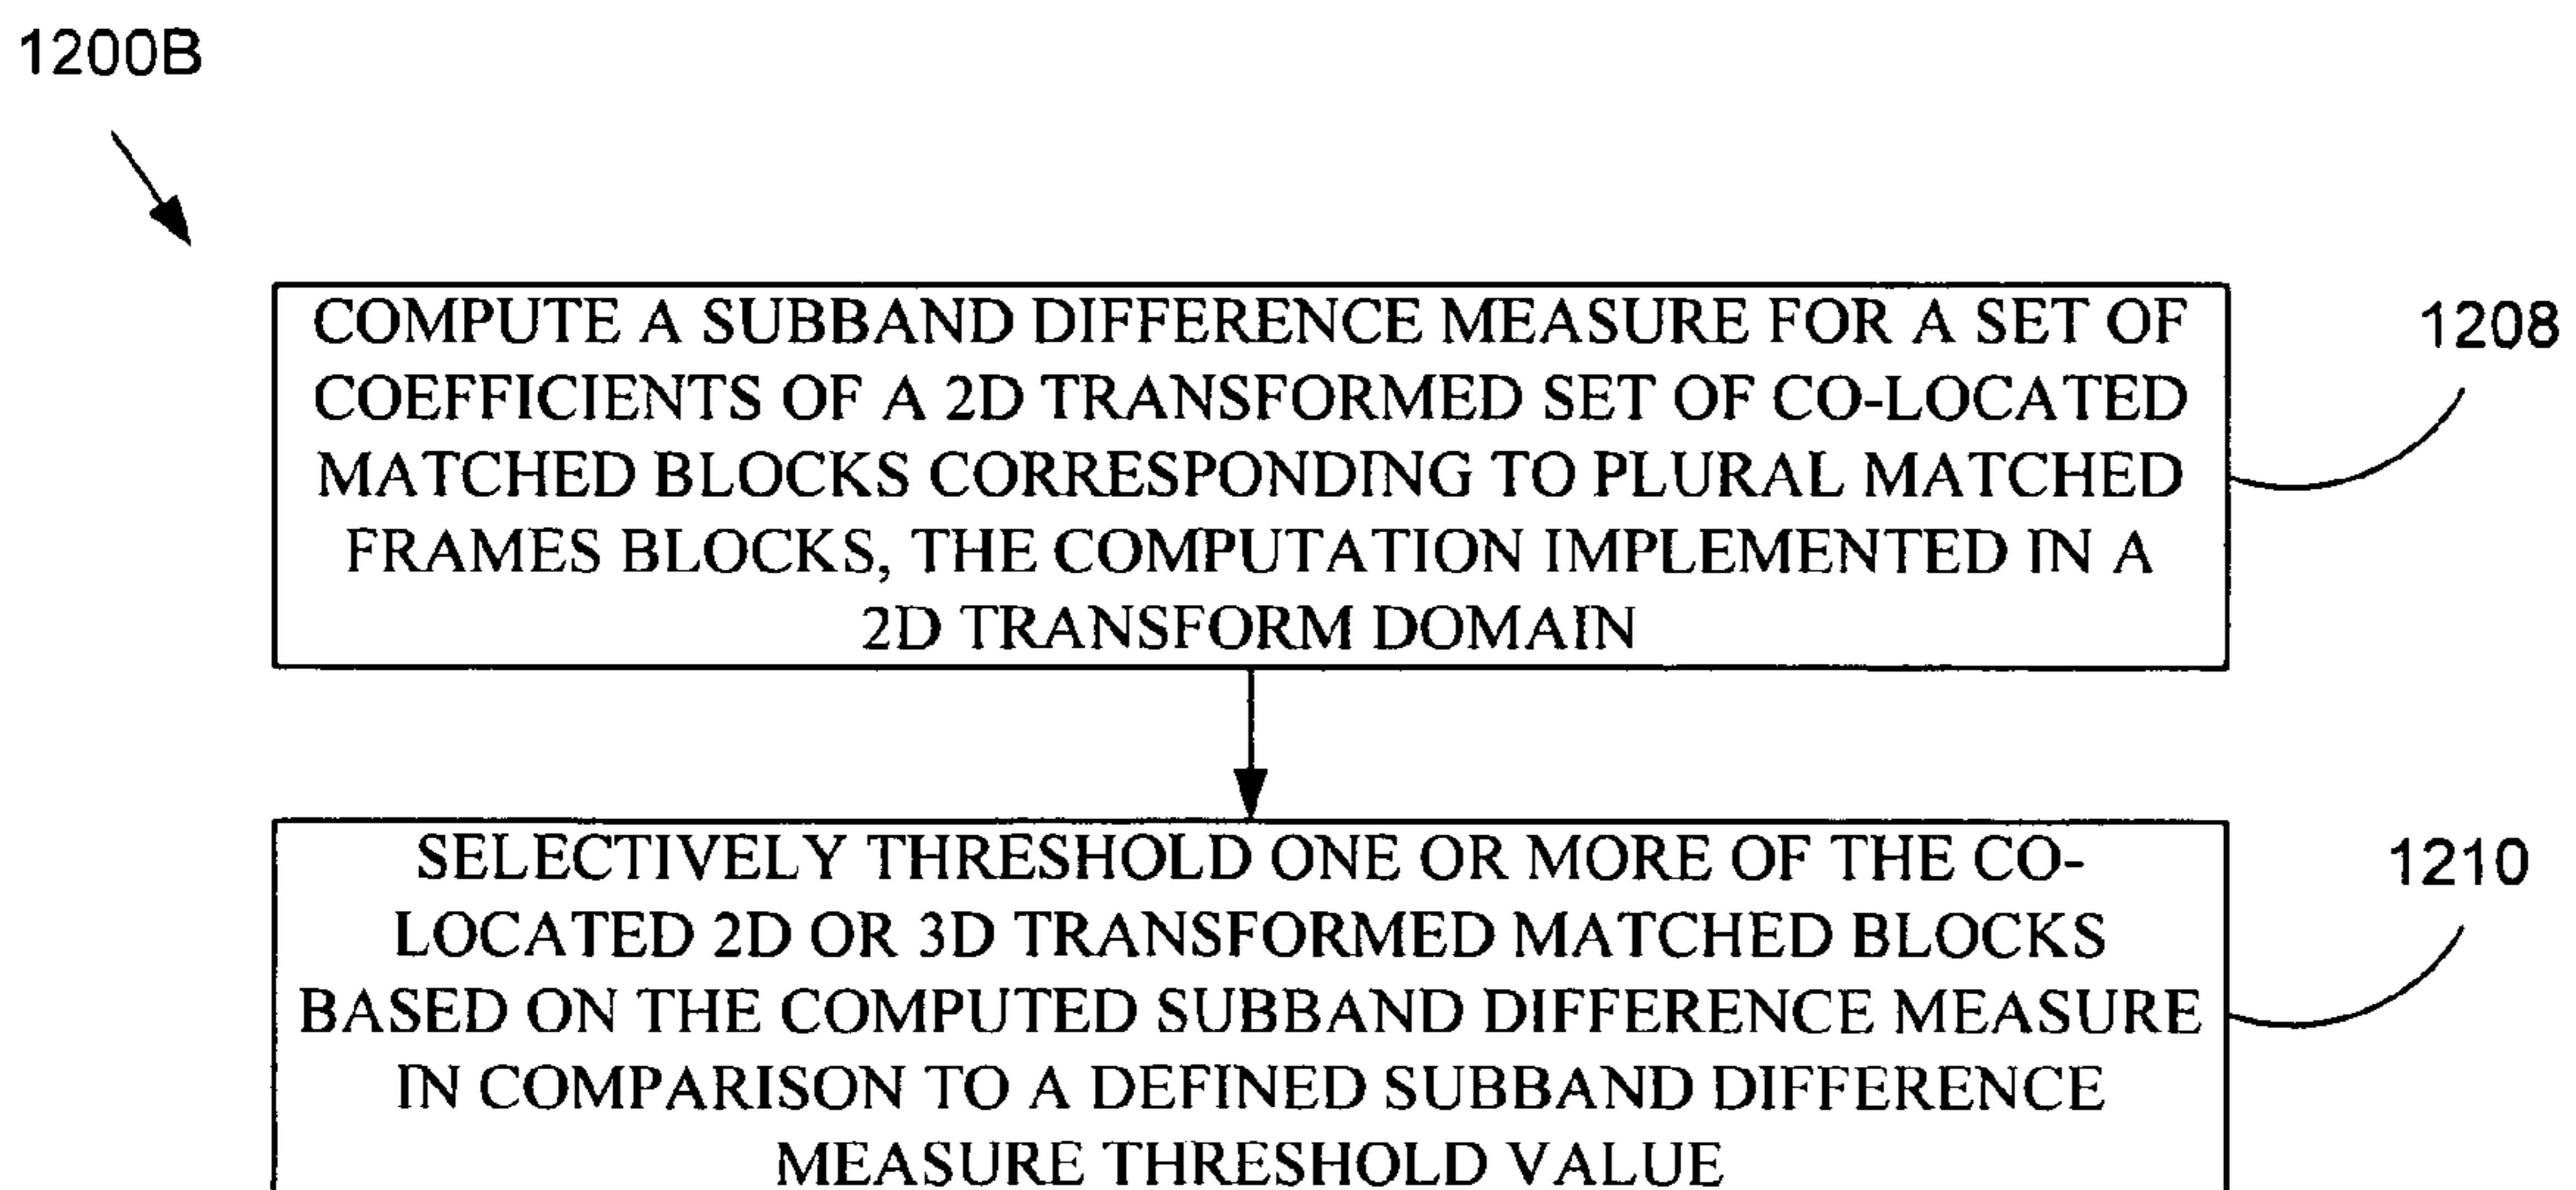 1200B
COMPUTE A SUBBAND DIFFERENCE MEASURE FOR A SET OF
COEFFICIENTS OF A 2D TRANSFORMED SET OF CO-LOCATED
MATCHED BLOCKS CORRESPONDING TO PLURAL MATCHED
FRAMES BLOCKS, THE COMPUTATION IMPLEMENTED IN A
2D TRANSFORM DOMAIN
1208
SELECTIVELY THRESHOLD ONE OR MORE OF THE CO-
LOCATED 2D OR 3D TRANSFORMED MATCHED BLOCKS
BASED ON THE COMPUTED SUBBAND DIFFERENCE MEASURE
IN COMPARISON TO A DEFINED SUBBAND DIFFERENCE
MEASURE THRESHOLD VALUE
1210